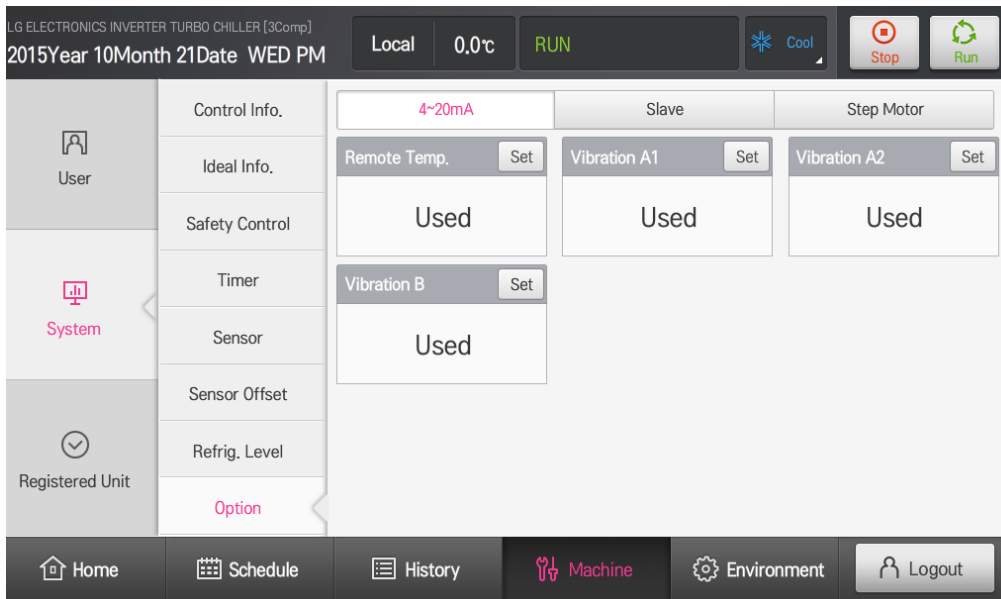 LG ELECTRONICS INVERTER TURBO CHILLER [3Comp]
2015Year 10Month 21Date WED PM
Local
0.0℃
RUN
Cool
Stop
Run
User
System
Registered Unit
Control Info.
Ideal Info.
Safety Control
Timer
Sensor
Sensor Offset
Refrig. Level
Option
4~20mA
Slave
Step Motor
Remote Temp.
Set
Used
Vibration A1
Set
Used
Vibration A2
Set
Used
Vibration B
Set
Used
Home
Schedule
History
Machine
Environment
Logout